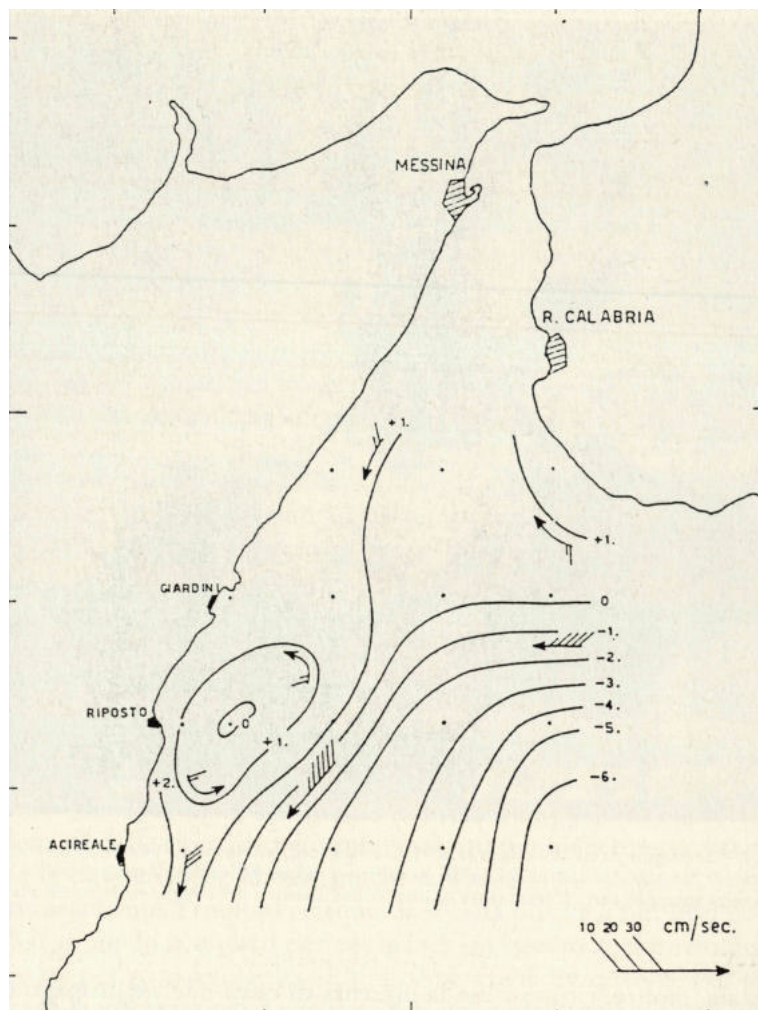 MESSINA
R. CALABRIA
+1.
+1.
GIARDINI
0
-1.
-2.
-3.
RIPOSTO
0
-4.
+1.
-5.
+2.
-6.
ACIREALE
10 20 30 cm/sec.